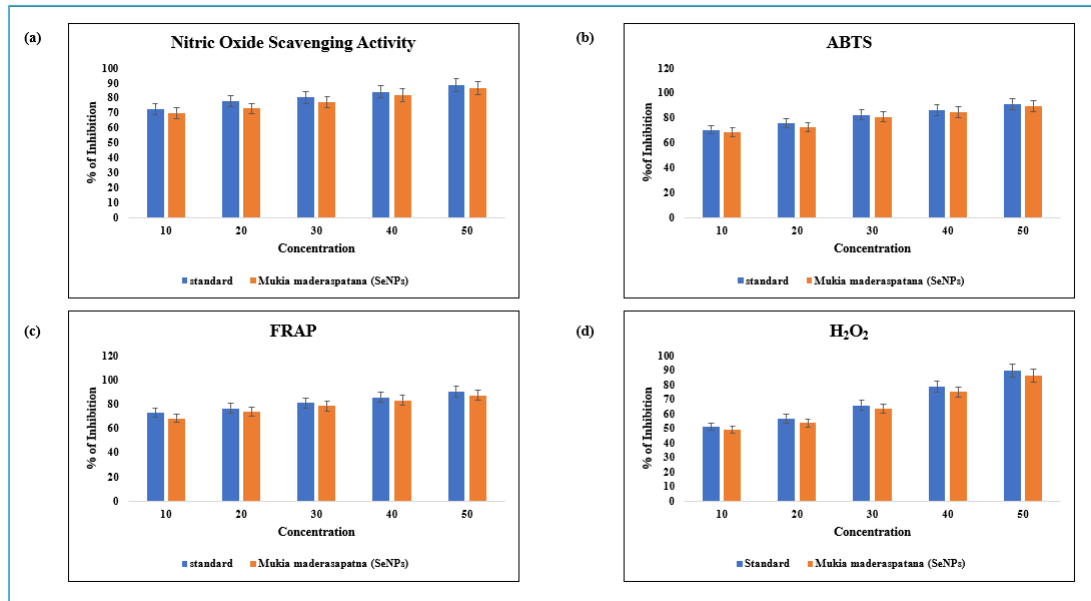 (a)
Nitric Oxide Scavenging Activity
100
90
80
70
60
50
40
30
20
10
0
% of Inhibition
10 20 30 40 50
Concentration
standard Mukia maderaspatana (SeNPs)
(b)
ABTS
120
100
80
60
40
20
0
%of Inhibition
10 20 30 40 50
Concentration
standard Mukia maderaspatana (SeNPs)
(c)
FRAP
120
100
80
60
40
20
0
% of Inhibition
10 20 30 40 50
Concentration
standard Mukia maderasapatna (SeNPs)
(d)
H₂O₂
100
90
80
70
60
50
40
30
20
10
0
% of Inhibition
10 20 30 40 50
Concentration
Standard Mukia maderaspatana (SeNPs)